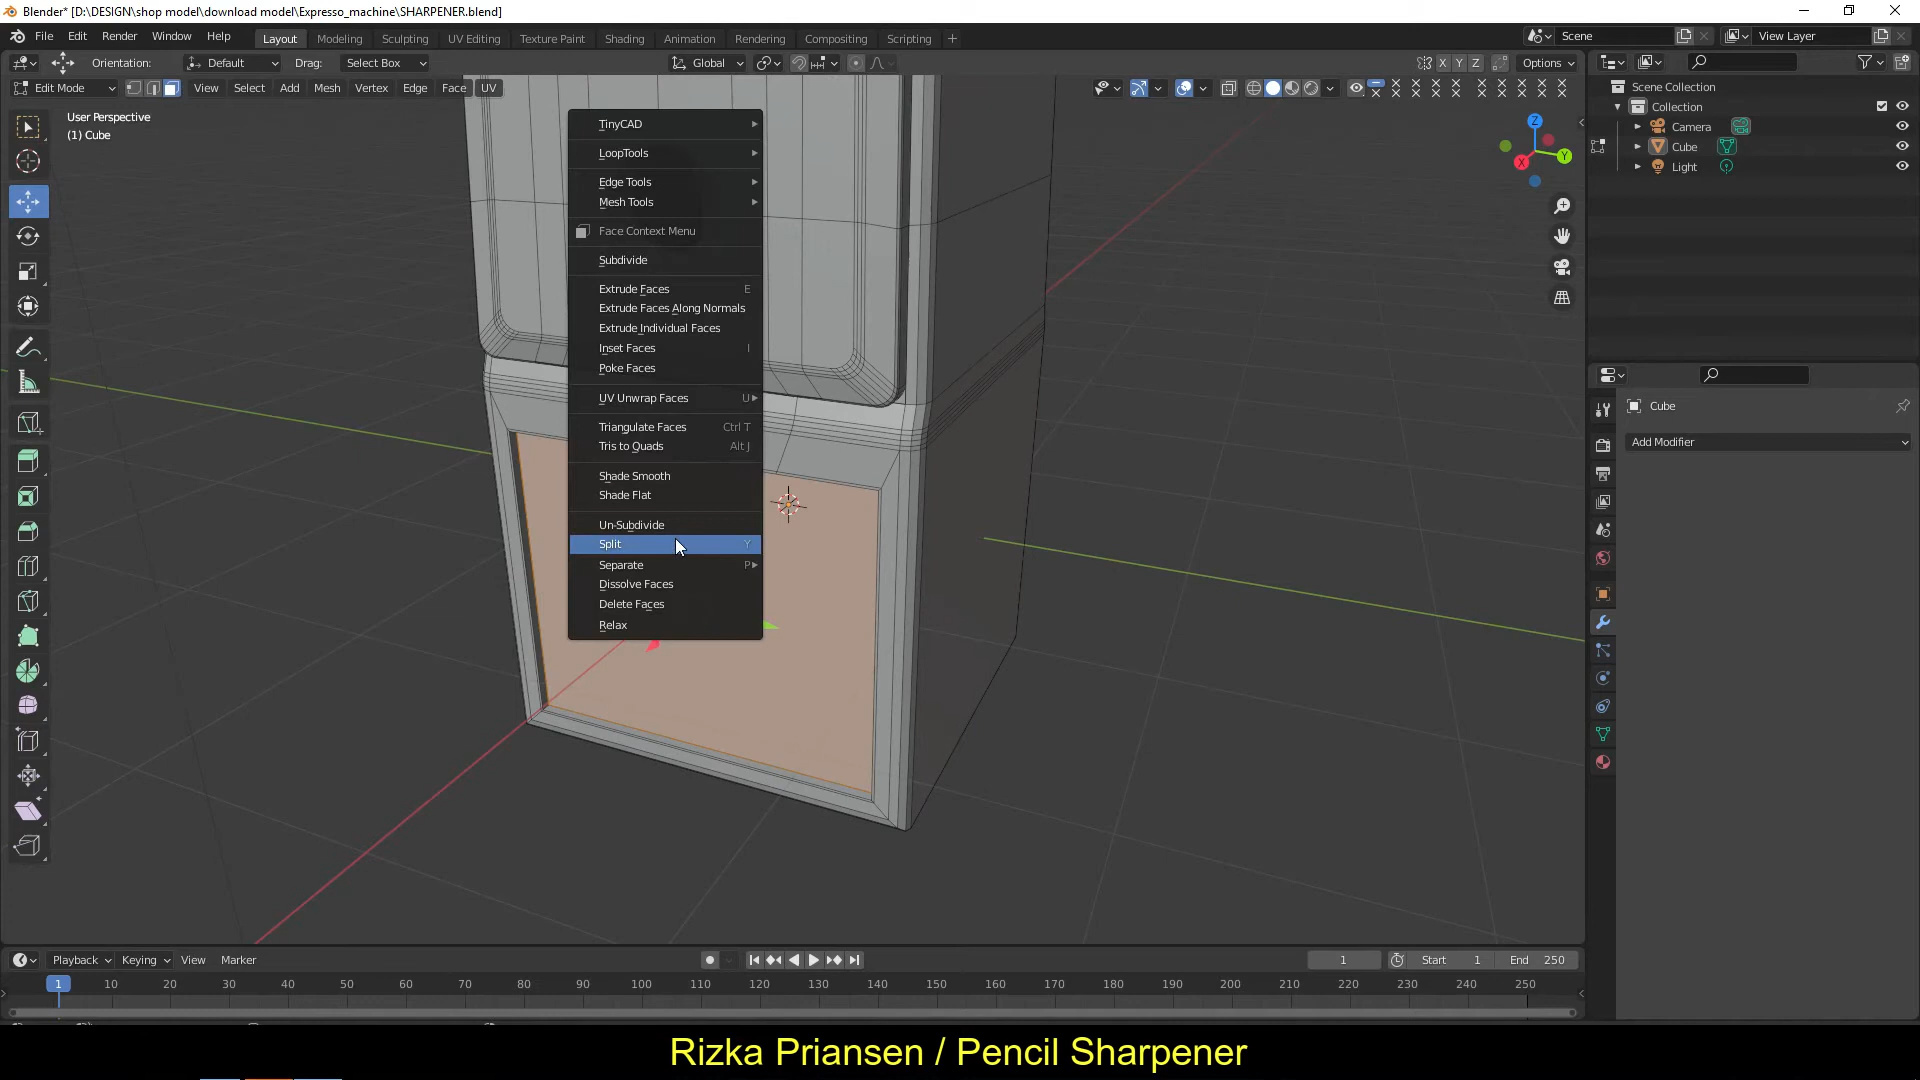 Blender* [D:\DESIGN\shop model\download model\Expresso_machine\SHARPENER.blend]
File Edit Render Window Help Layout Modeling Sculpting UV Editing Texture Paint Shading Animation Rendering Compositing Scripting + Scene View Layer
Orientation: Default Drag: Select Box Global X Y Z Options
Edit Mode View Select Add Mesh Vertex Edge Face UV
User Perspective
(1) Cube
Scene Collection
Collection
Camera
Cube
Light
Z
Y
X
TinyCAD
LoopTools
Edge Tools
Mesh Tools
Face Context Menu
Subdivide
Extrude Faces E
Extrude Faces Along Normals
Extrude Individual Faces
Inset Faces I
Poke Faces
UV Unwrap Faces U
Triangulate Faces Ctrl T
Tris to Quads Alt J
Shade Smooth
Shade Flat
Un-Subdivide
Split Y
Separate P
Dissolve Faces
Delete Faces
Relax
Cube
Add Modifier
Playback Keying View Marker 1 Start 1 End 250
1 10 20 30 40 50 60 70 80 90 100 110 120 130 140 150 160 170 180 190 200 210 220 230 240 250
Rizka Priansen / Pencil Sharpener